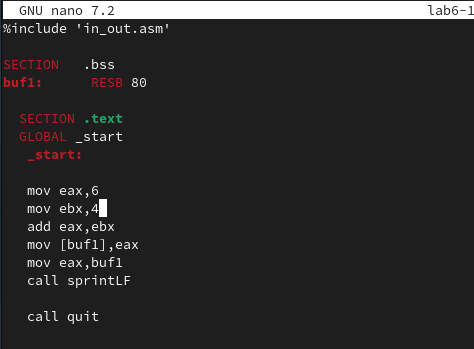 GNU nano 7.2 lab6-1
%include 'in_out.asm'
SECTION .bss
buf1: RESB 80
SECTION .text
GLOBAL _start
_start:
mov eax,6
mov ebx,4
add eax,ebx
mov [buf1],eax
mov eax,buf1
call sprintLF
call quit